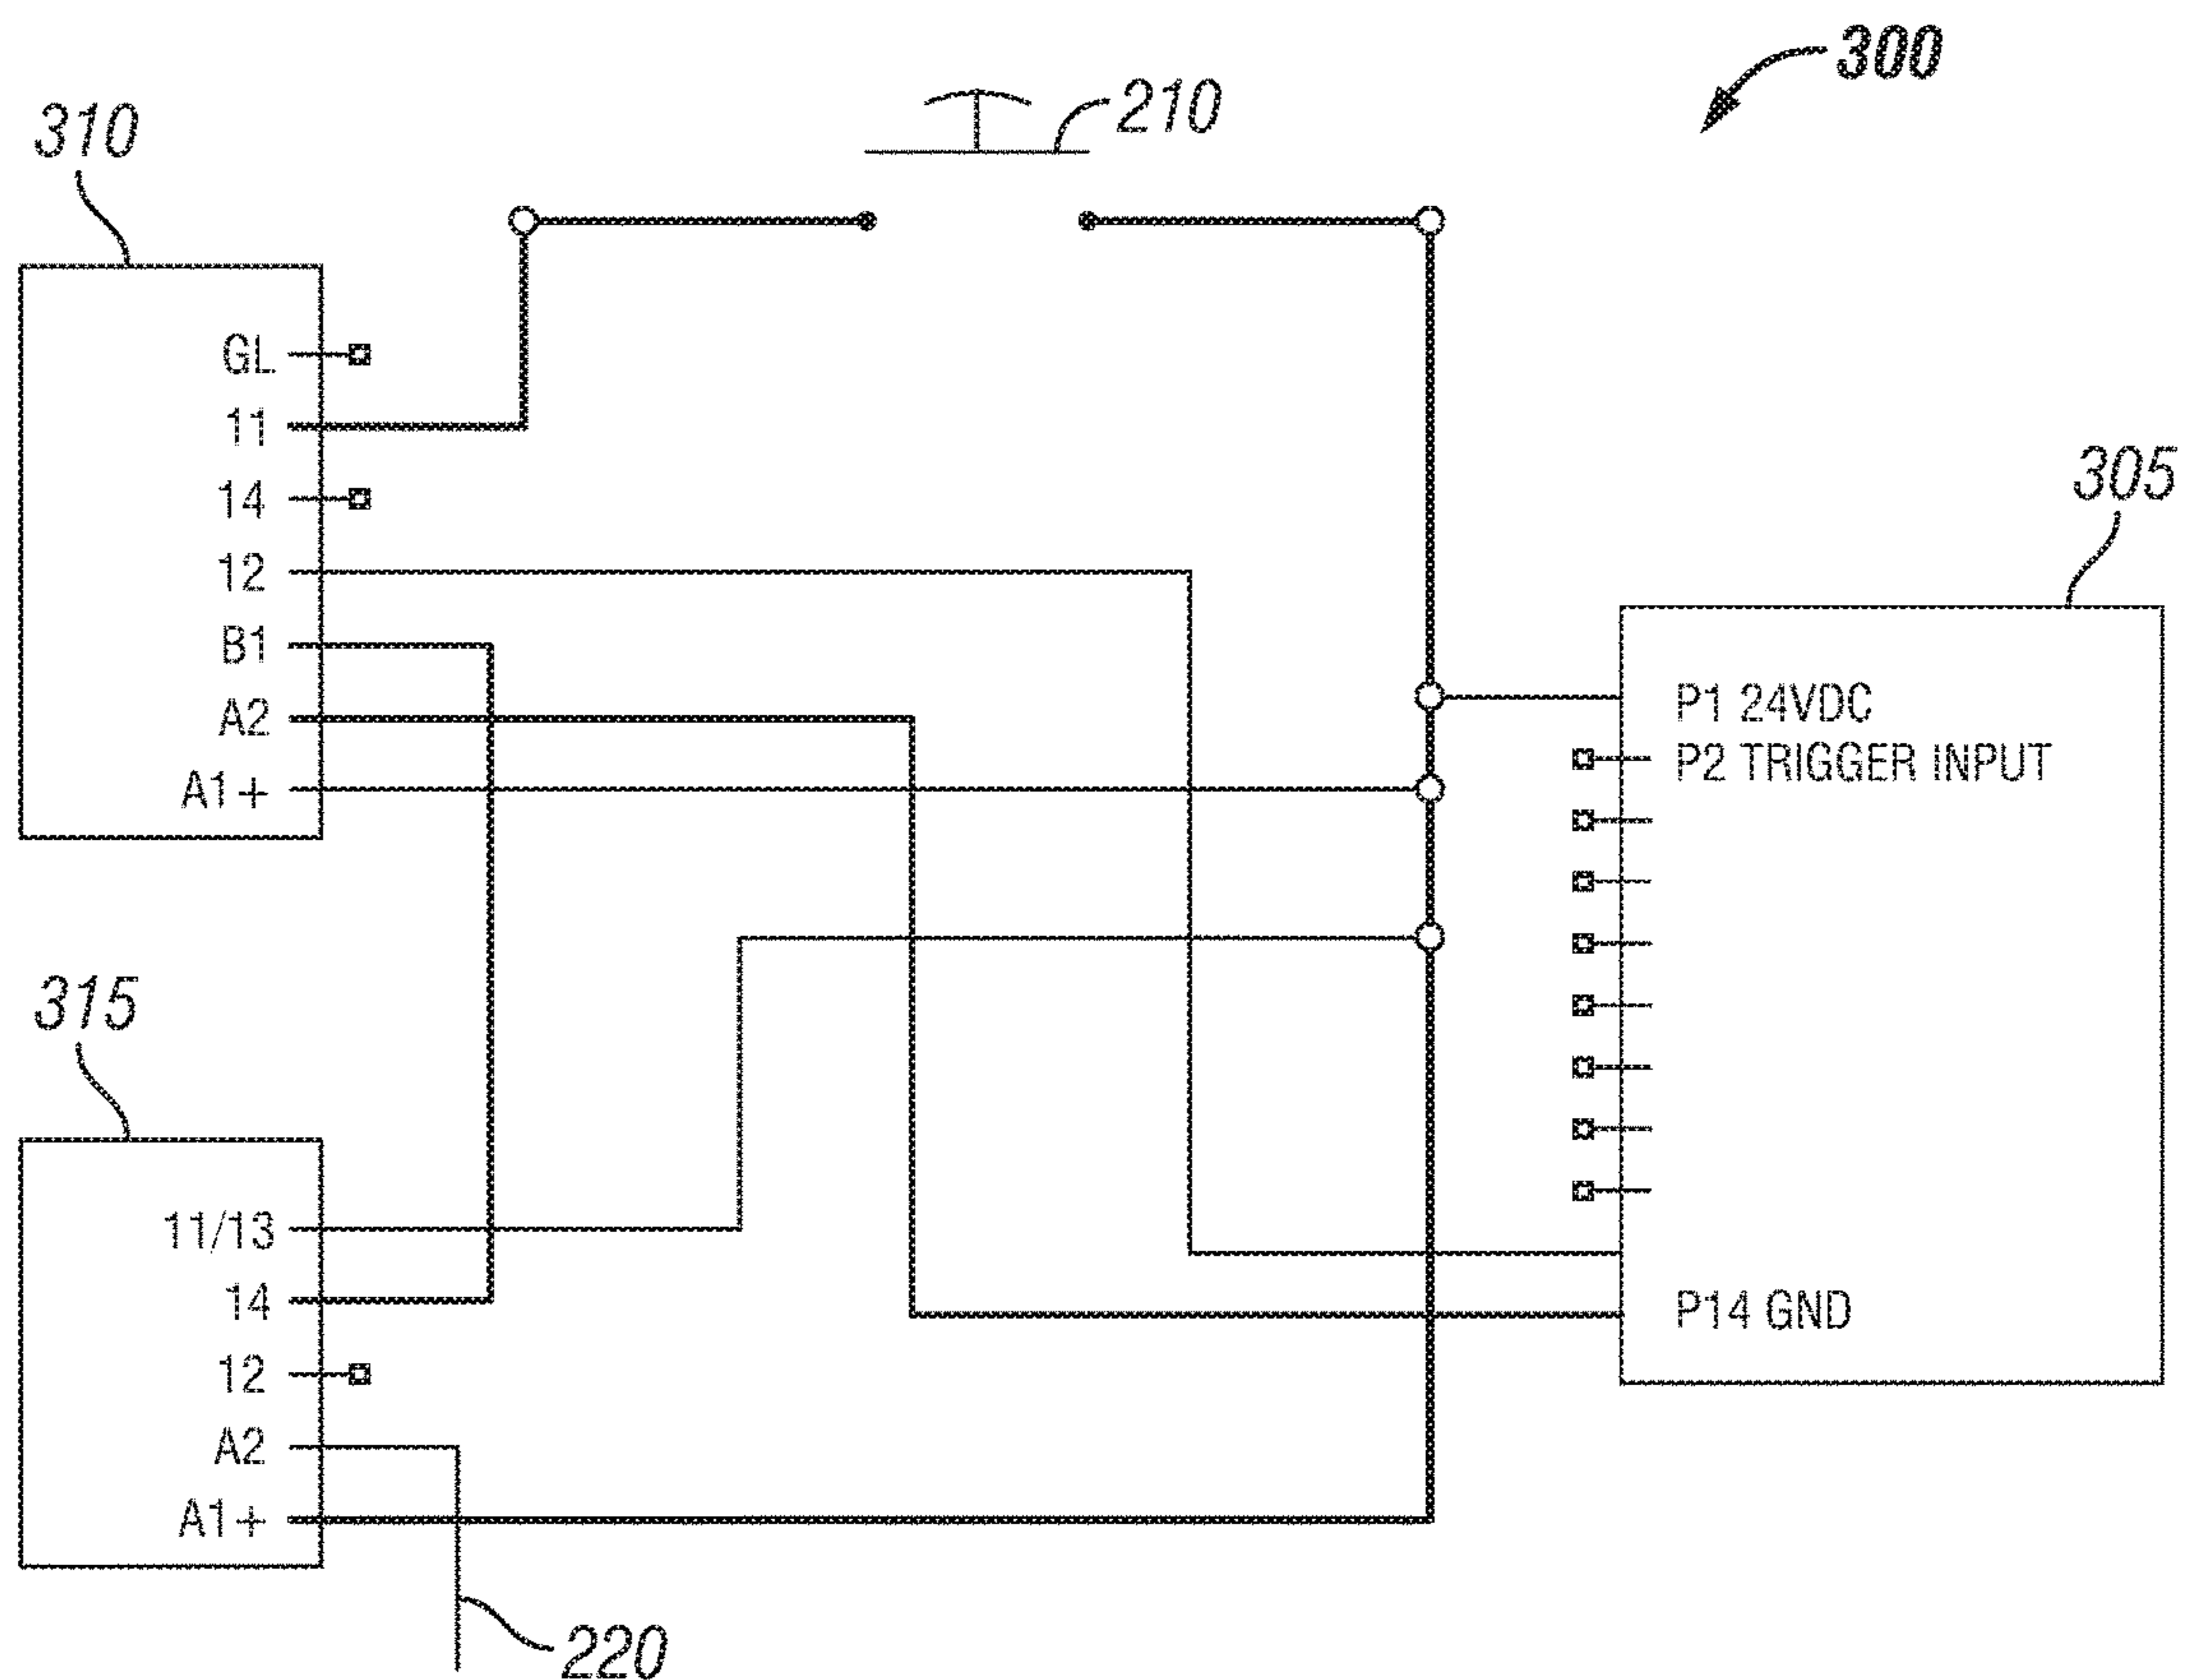 300
210
310
GL
11
14
12
B1
A2
A1+
305
P1 24VDC
P2 TRIGGER INPUT
P14 GND
315
11/13
14
12
A2
A1+
220